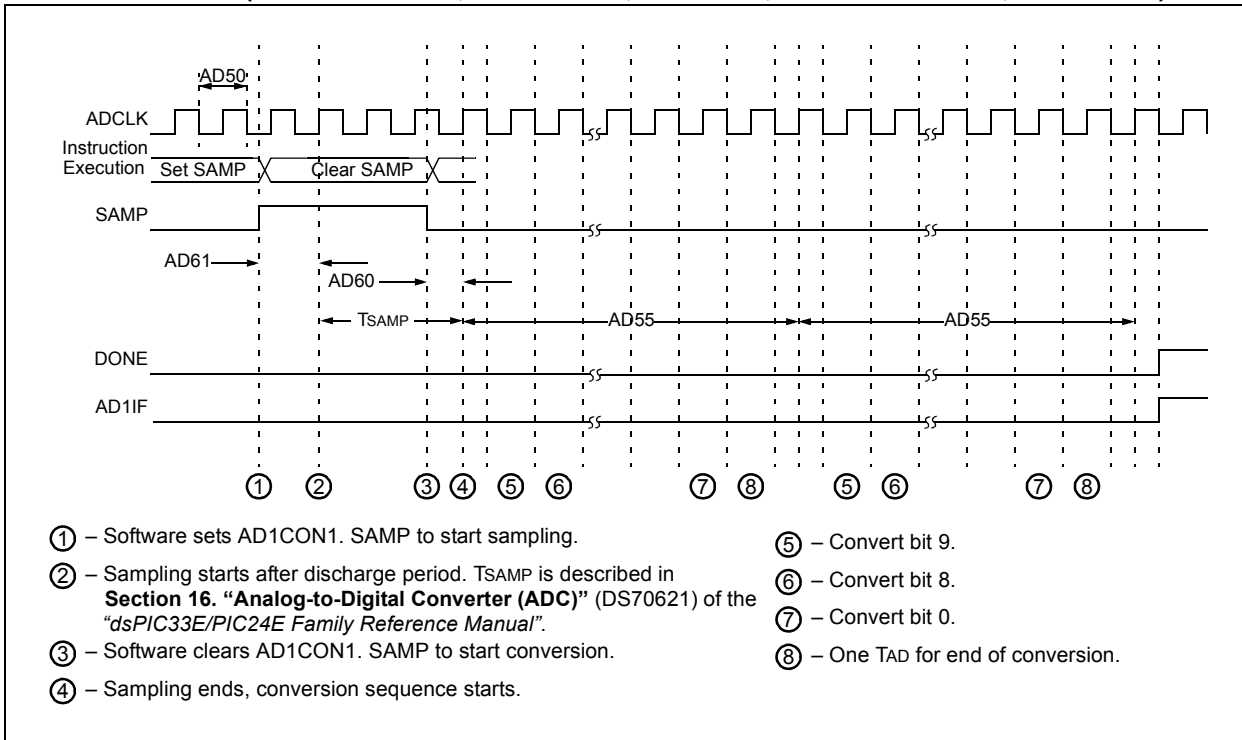 AD50
ADCLK
Instruction
Execution
Set SAMP
Clear SAMP
SAMP
AD61
AD60
TSAMP
AD55
AD55
DONE
AD1IF
1 2 3 4 5 6 7 8 5 6 7 8
1 – Software sets AD1CON1. SAMP to start sampling.
2 – Sampling starts after discharge period. TSAMP is described in
Section 16. “Analog-to-Digital Converter (ADC)” (DS70621) of the
“dsPIC33E/PIC24E Family Reference Manual”.
3 – Software clears AD1CON1. SAMP to start conversion.
4 – Sampling ends, conversion sequence starts.
5 – Convert bit 9.
6 – Convert bit 8.
7 – Convert bit 0.
8 – One TAD for end of conversion.